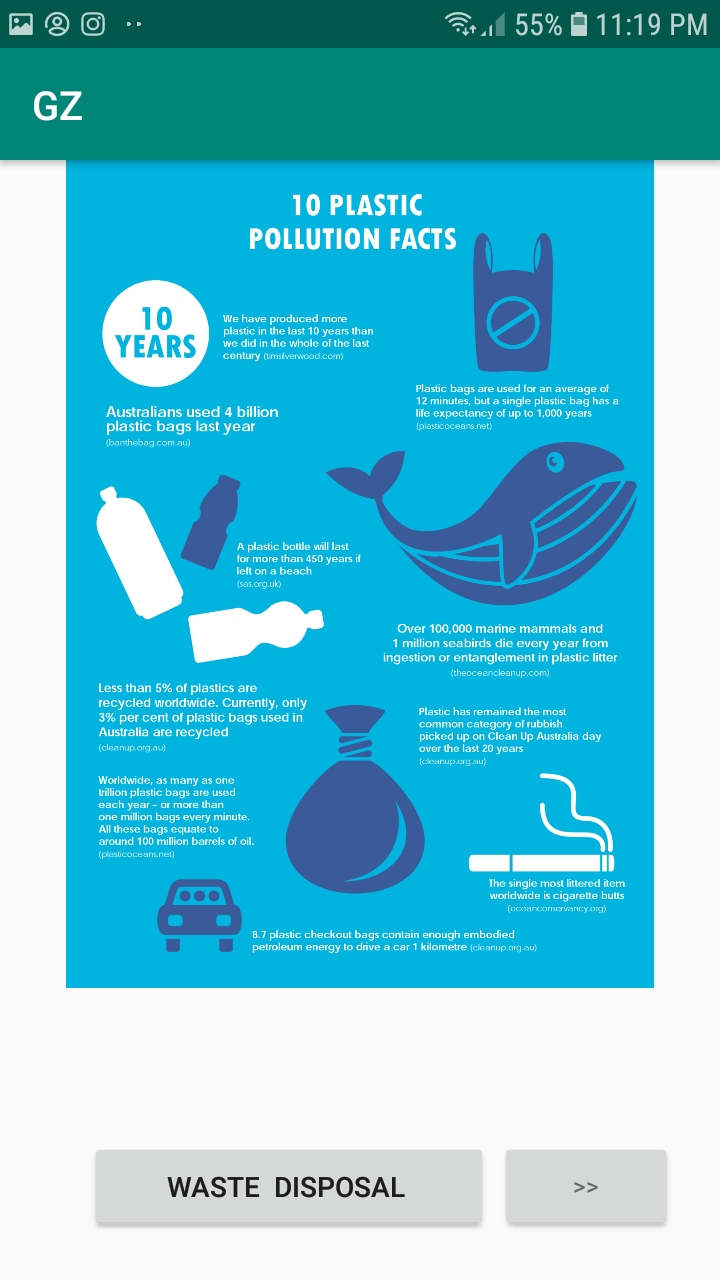 55% 11:19 PM
GZ
10 PLASTIC
POLLUTION FACTS
10
YEARS
We have produced more
plastic in the last 10 years than
we did in the whole of the last
century (timsilverwood.com)
Plastic bags are used for an average of
12 minutes, but a single plastic bag has a
life expectancy of up to 1,000 years
(plasticoceans.net)
Australians used 4 billion
plastic bags last year
(banthebag.com.au)
A plastic bottle will last
for more than 450 years if
left on a beach
(sas.org.uk)
Over 100,000 marine mammals and
1 million seabirds die every year from
ingestion or entanglement in plastic litter
(theoceancleanup.com)
Less than 5% of plastics are
recycled worldwide. Currently, only
3% per cent of plastic bags used in
Australia are recycled
(cleanup.org.au)
Plastic has remained the most
common category of rubbish
picked up on Clean Up Australia day
over the last 20 years
(cleanup.org.au)
Worldwide, as many as one
trillion plastic bags are used
each year – or more than
one million bags every minute.
All these bags equate to
around 100 million barrels of oil.
(plasticoceans.net)
The single most littered item
worldwide is cigarette butts
(oceanconservancy.org)
8.7 plastic checkout bags contain enough embodied
petroleum energy to drive a car 1 kilometre (cleanup.org.au)
WASTE DISPOSAL >>